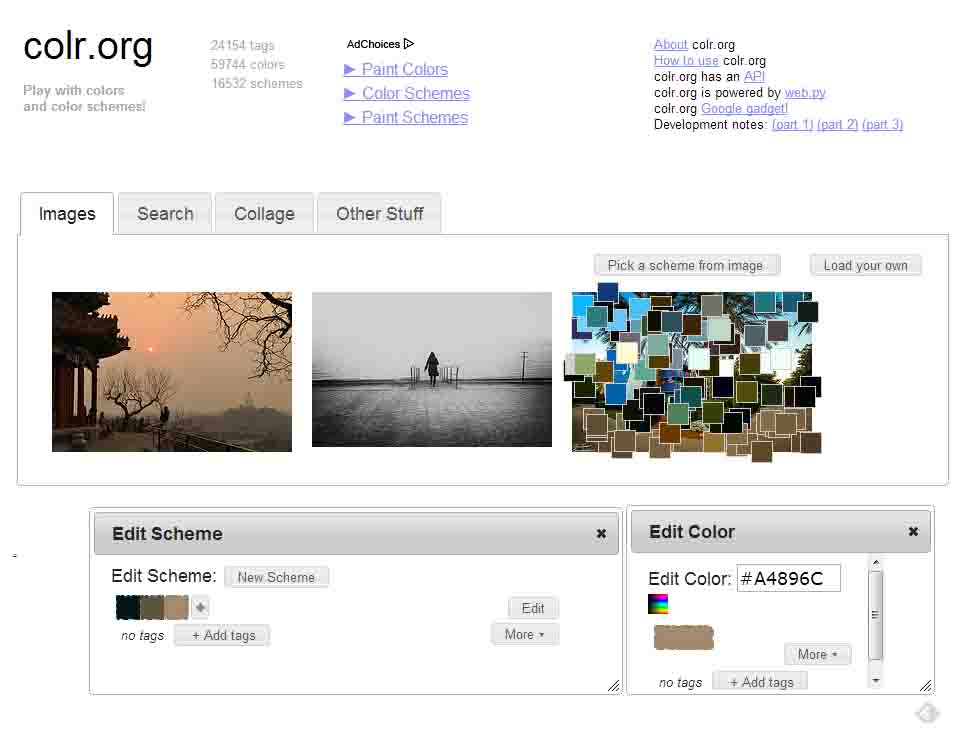 colr.org
Play with colors
and color schemes!
24154 tags
59744 colors
16532 schemes
AdChoices
► Paint Colors
► Color Schemes
► Paint Schemes
About colr.org
How to use colr.org
colr.org has an API
colr.org is powered by web.py
colr.org Google gadget!
Development notes: (part 1) (part 2) (part 3)
Images Search Collage Other Stuff
Pick a scheme from image Load your own
Edit Scheme ×
Edit Scheme: New Scheme
+
Edit
no tags + Add tags More ▾
Edit Color ×
Edit Color: #A4896C
More ▾
no tags + Add tags